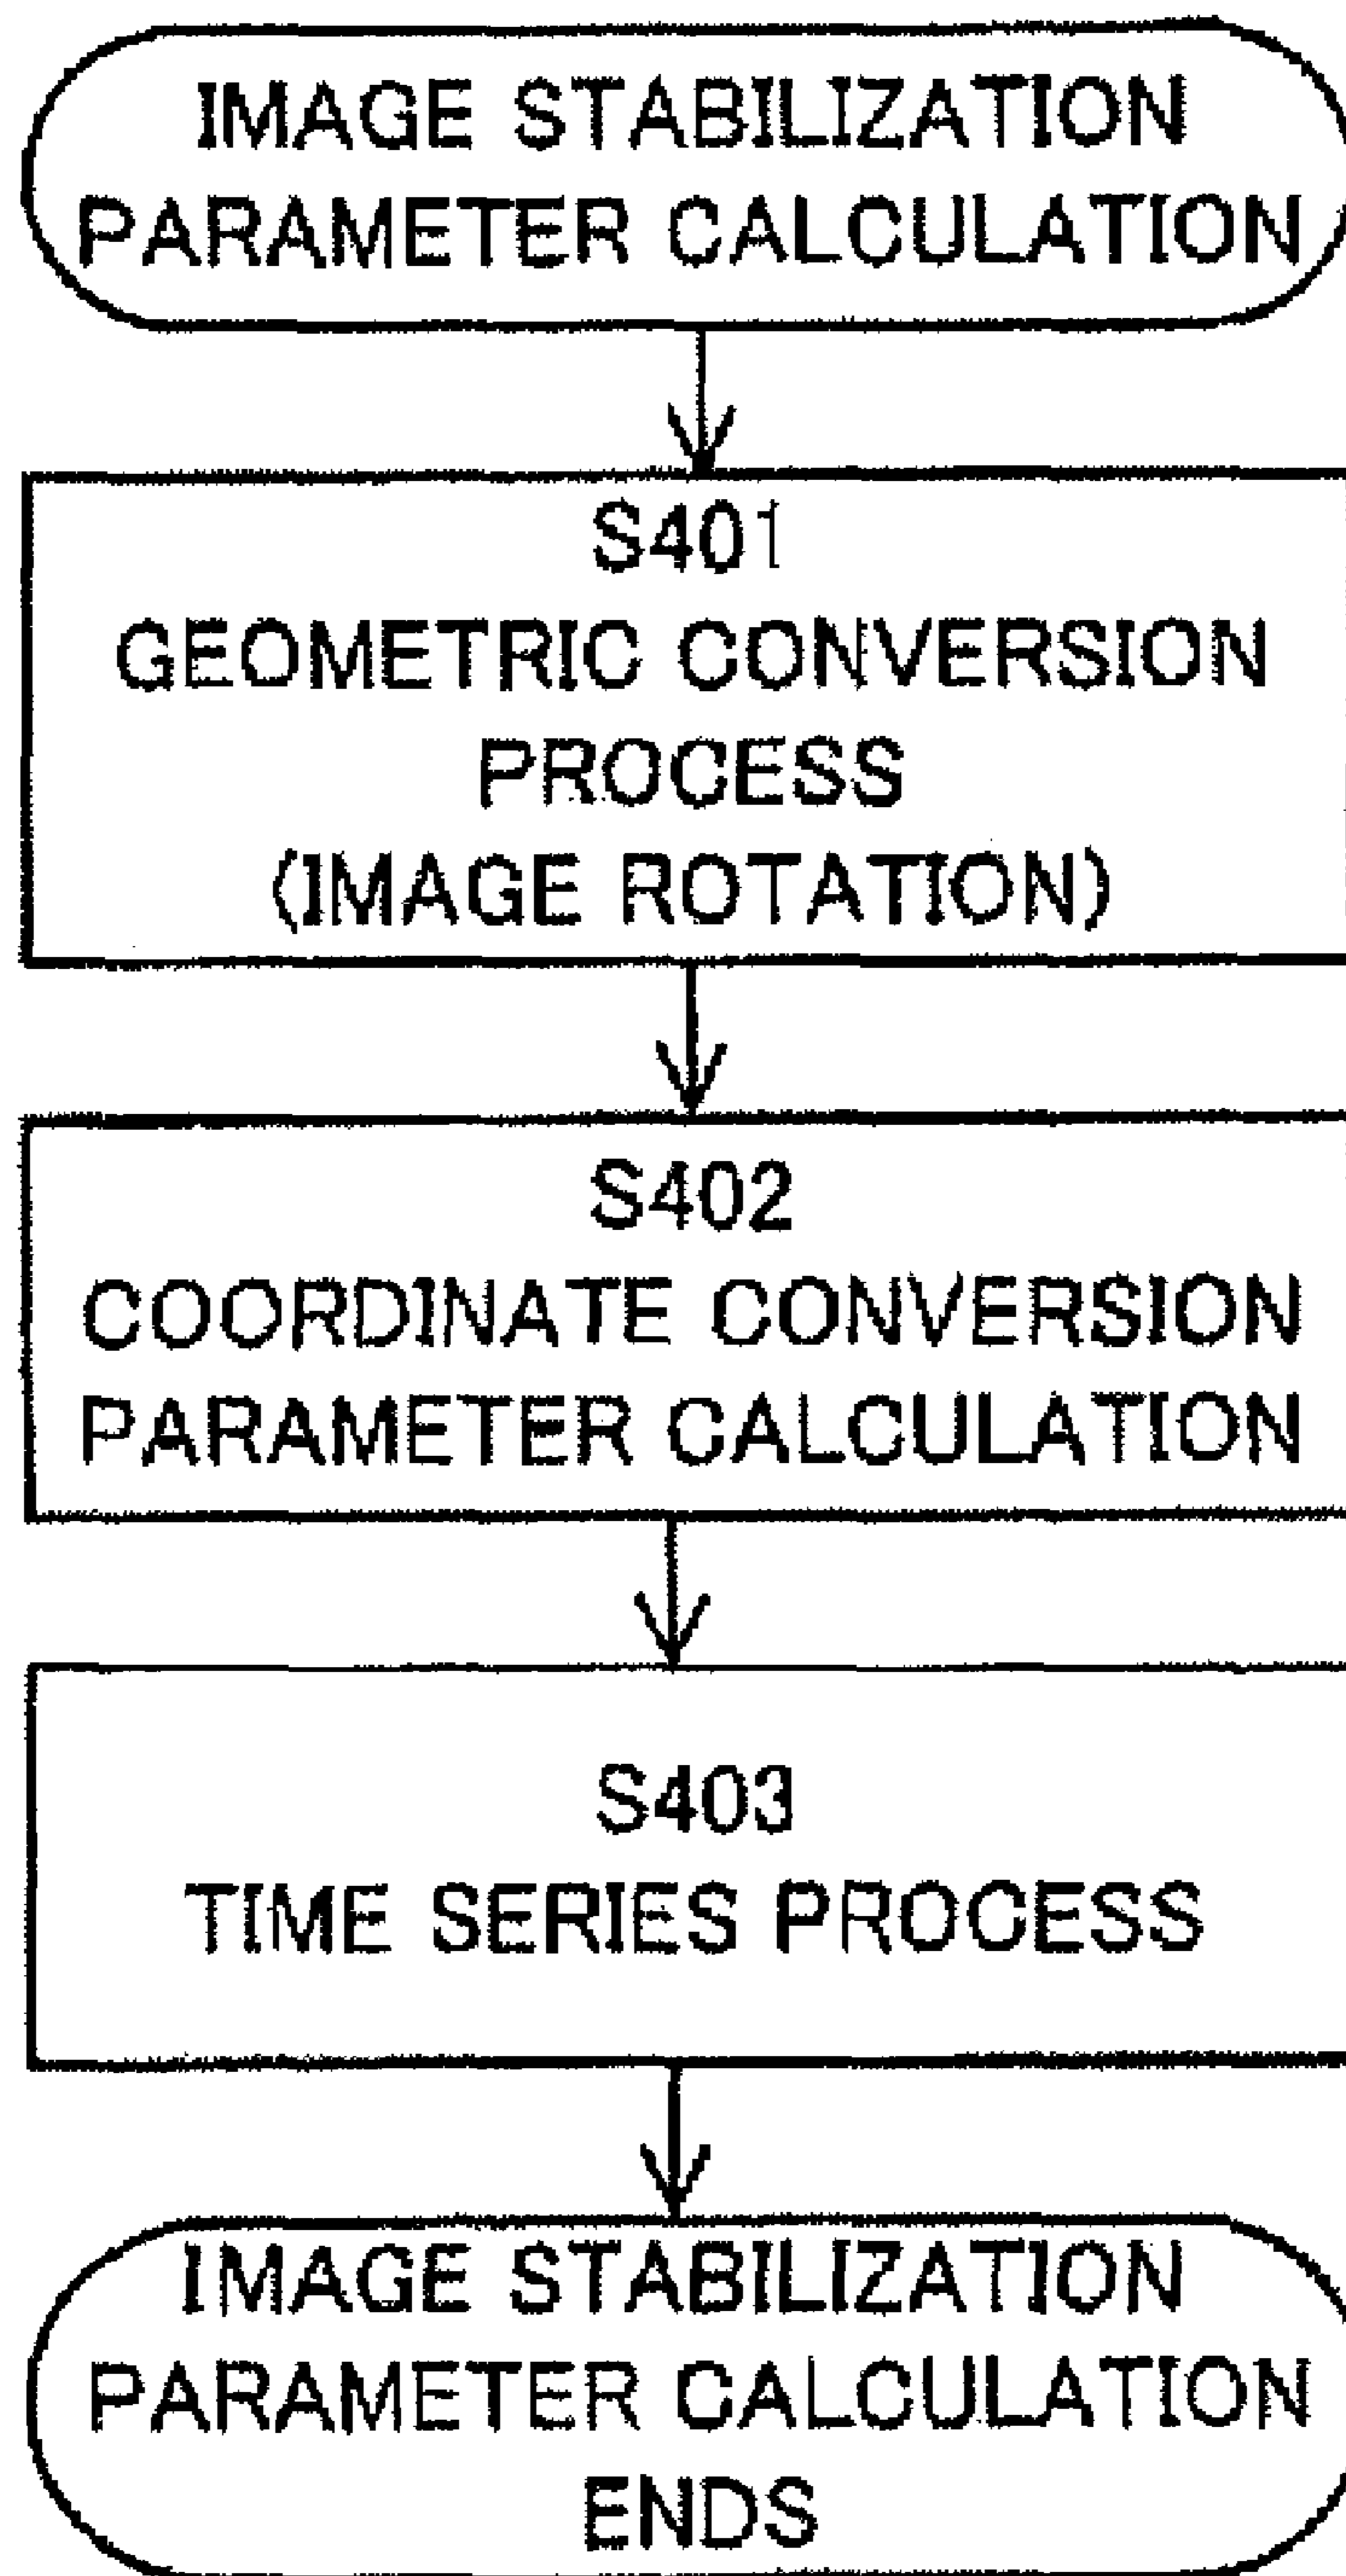 IMAGE STABILIZATION
PARAMETER CALCULATION
S401
GEOMETRIC CONVERSION
PROCESS
(IMAGE ROTATION)
S402
COORDINATE CONVERSION
PARAMETER CALCULATION
S403
TIME SERIES PROCESS
IMAGE STABILIZATION
PARAMETER CALCULATION
ENDS